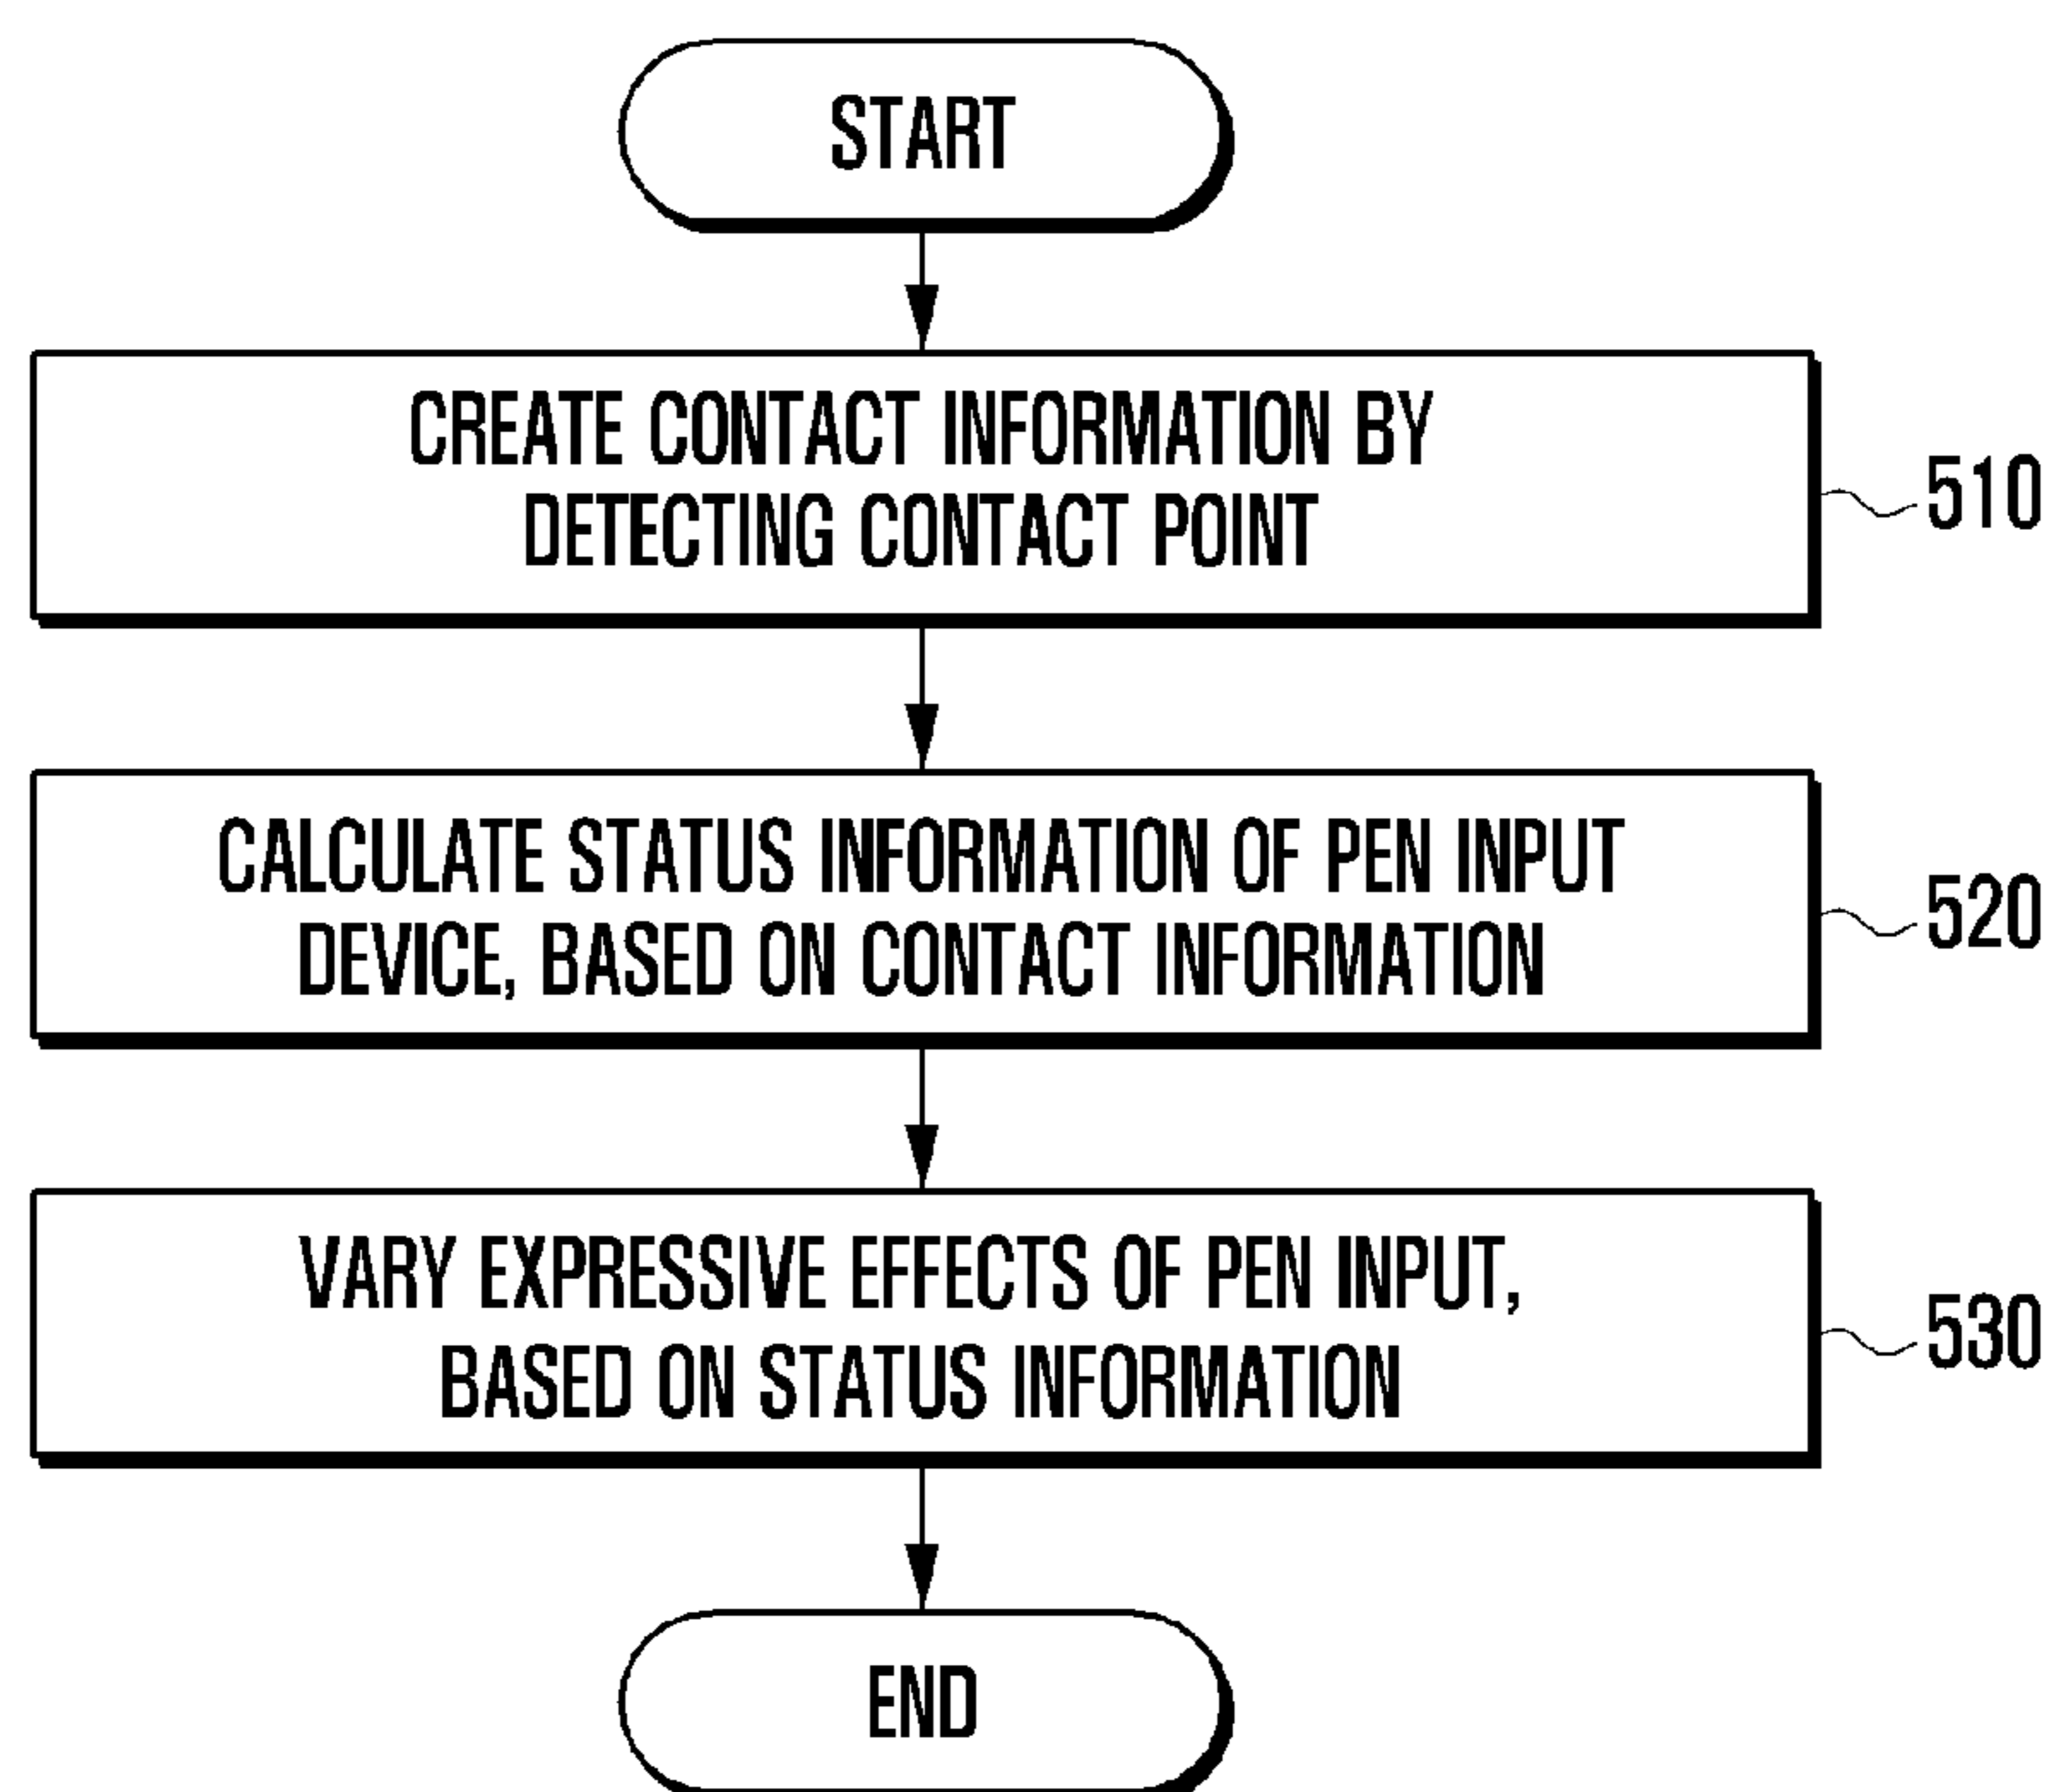 START
CREATE CONTACT INFORMATION BY
DETECTING CONTACT POINT
510
CALCULATE STATUS INFORMATION OF PEN INPUT
DEVICE, BASED ON CONTACT INFORMATION
520
VARY EXPRESSIVE EFFECTS OF PEN INPUT,
BASED ON STATUS INFORMATION
530
END